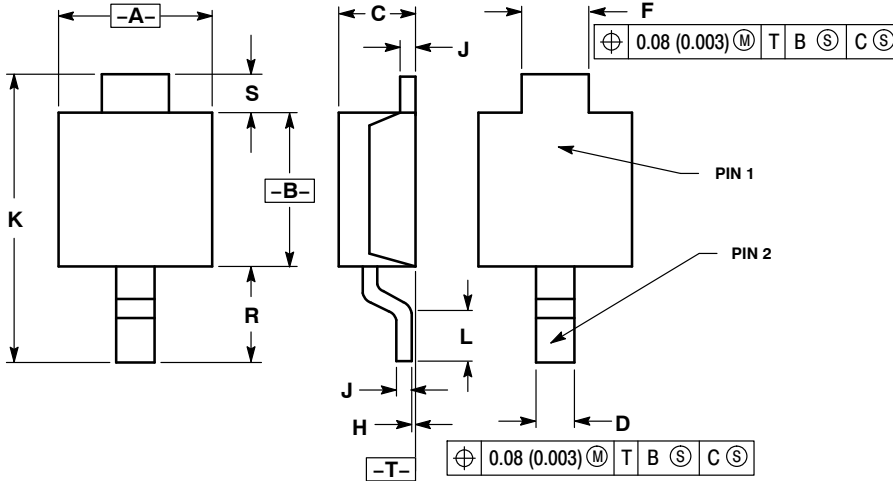 –A–
C
F
⌖ 0.08 (0.003) Ⓜ T B Ⓢ C Ⓢ
J
S
K
–B–
PIN 1
PIN 2
R
L
J
H
D
–T–
⌖ 0.08 (0.003) Ⓜ T B Ⓢ C Ⓢ